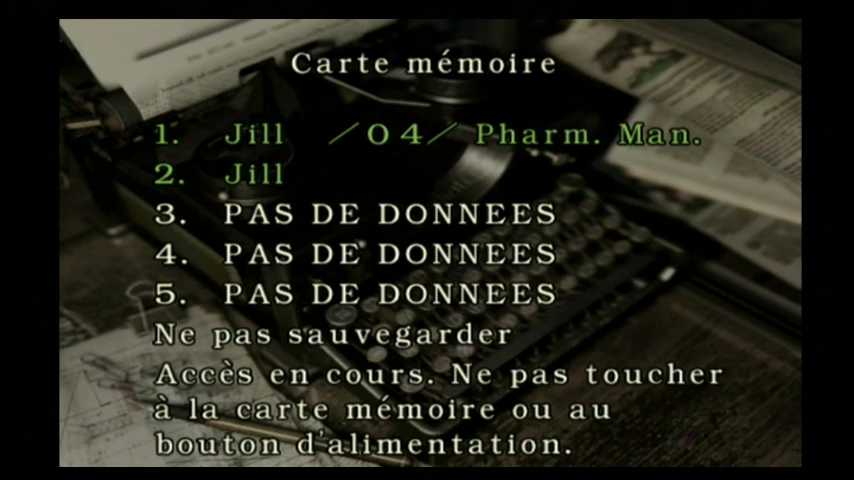 Carte mémoire
1. Jill ／04／ Pharm. Man.
2. Jill
3. PAS DE DONNEES
4. PAS DE DONNEES
5. PAS DE DONNEES
Ne pas sauvegarder
Accès en cours. Ne pas toucher
à la carte mémoire ou au
bouton d'alimentation.